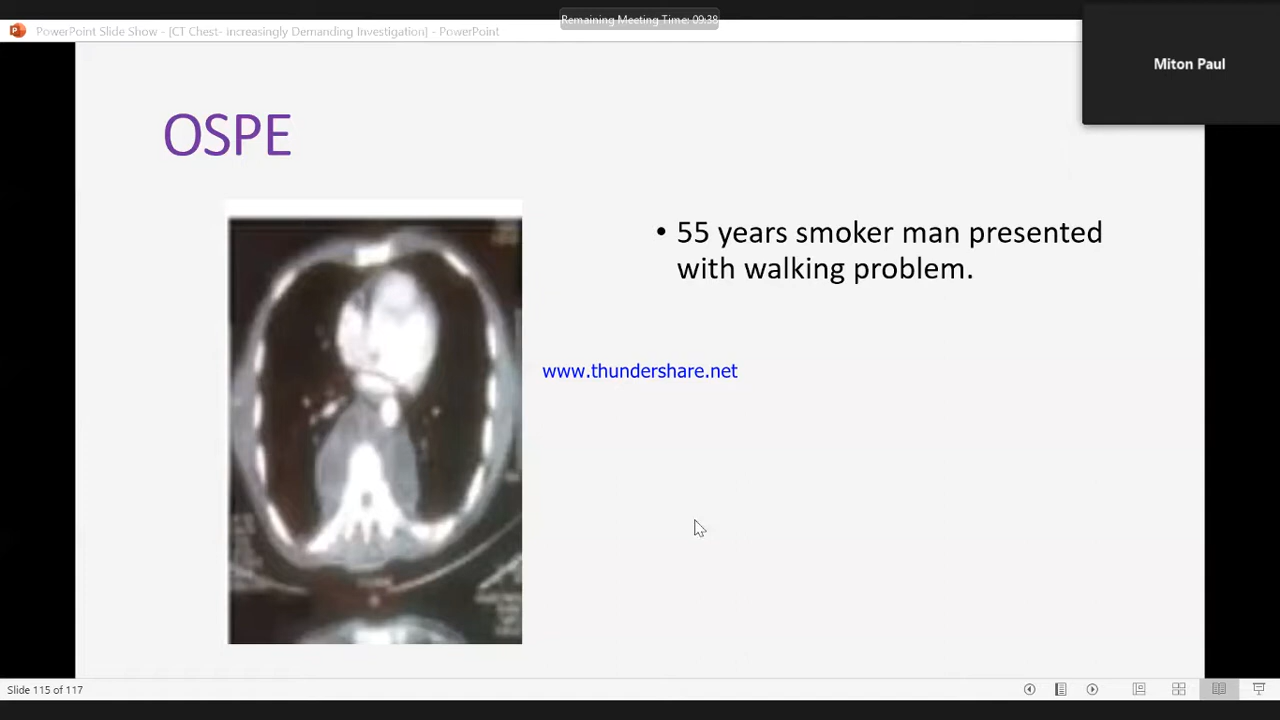 Remaining Meeting Time: 09:38
PowerPoint Slide Show - [CT Chest- increasingly Demanding Investigation] - PowerPoint
Miton Paul
OSPE
• 55 years smoker man presented
with walking problem.
www.thundershare.net
Slide 115 of 117